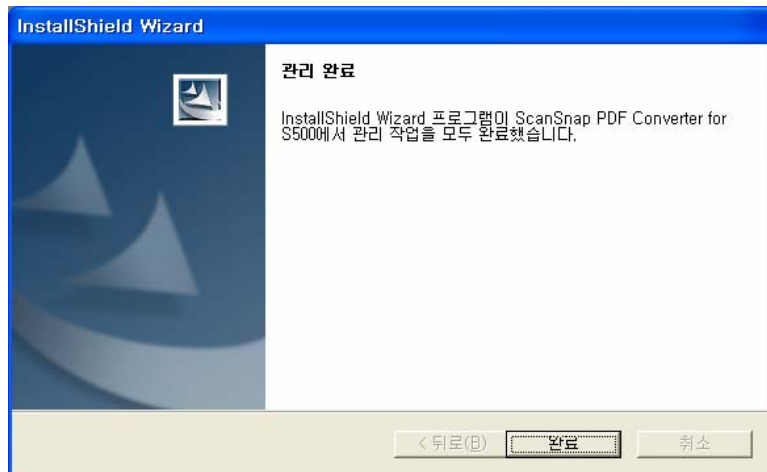 InstallShield Wizard
관리 완료
InstallShield Wizard 프로그램이 ScanSnap PDF Converter for
S500에서 관리 작업을 모두 완료했습니다.
< 뒤로(B)
완료
취소